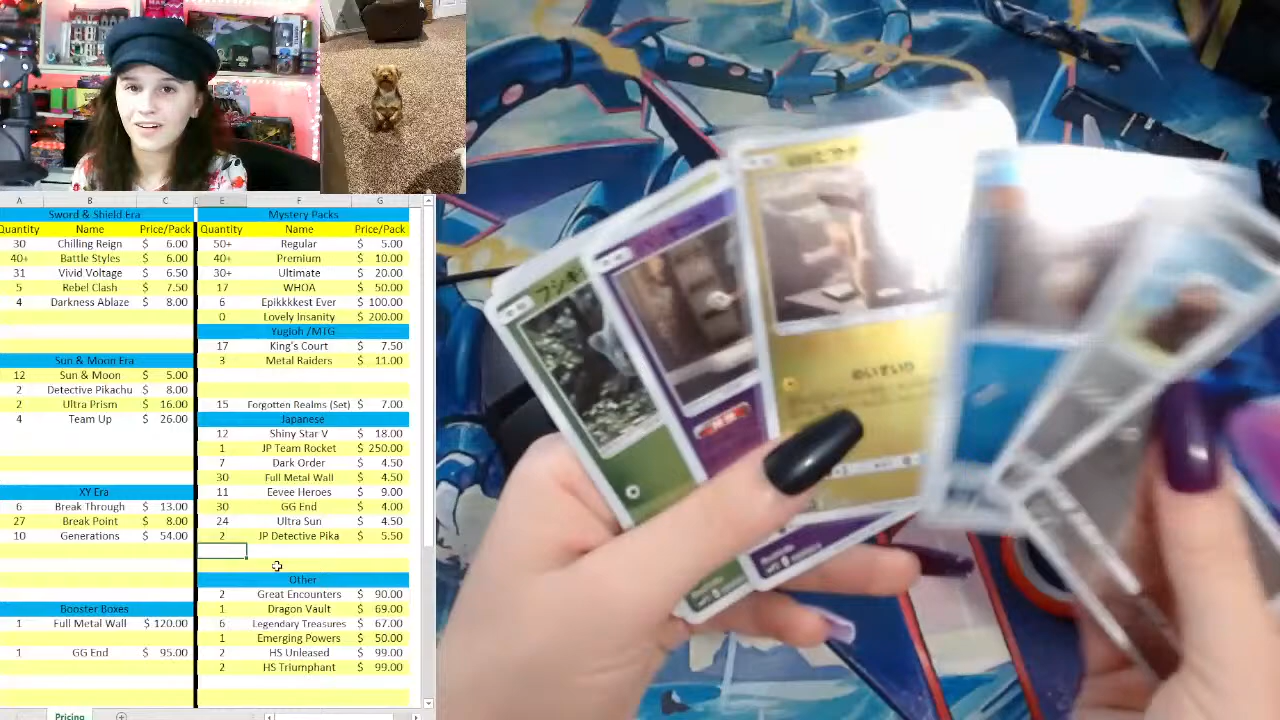 A B C E F G
Sword & Shield Era
Quantity Name Price/Pack
30 Chilling Reign $ 6.00
40+ Battle Styles $ 6.00
31 Vivid Voltage $ 6.50
5 Rebel Clash $ 7.50
4 Darkness Ablaze $ 8.00
Sun & Moon Era
12 Sun & Moon $ 5.00
2 Detective Pikachu $ 8.00
2 Ultra Prism $ 16.00
4 Team Up $ 26.00
XY Era
6 Break Through $ 13.00
27 Break Point $ 8.00
10 Generations $ 54.00
Booster Boxes
1 Full Metal Wall $ 120.00
1 GG End $ 95.00
Mystery Packs
Quantity Name Price/Pack
50+ Regular $ 5.00
40+ Premium $ 10.00
30+ Ultimate $ 20.00
17 WHOA $ 50.00
6 Epikkkkest Ever $ 100.00
0 Lovely Insanity $ 200.00
Yugioh /MTG
17 King's Court $ 7.50
3 Metal Raiders $ 11.00
15 Forgotten Realms (Set) $ 7.00
Japanese
12 Shiny Star V $ 18.00
1 JP Team Rocket $ 250.00
7 Dark Order $ 4.50
30 Full Metal Wall $ 4.50
11 Eevee Heroes $ 9.00
30 GG End $ 4.00
24 Ultra Sun $ 4.50
2 JP Detective Pika $ 5.50
Other
2 Great Encounters $ 90.00
1 Dragon Vault $ 69.00
6 Legendary Treasures $ 67.00
1 Emerging Powers $ 50.00
2 HS Unleased $ 99.00
2 HS Triumphant $ 99.00
Pricing
フシギ
めいそいり